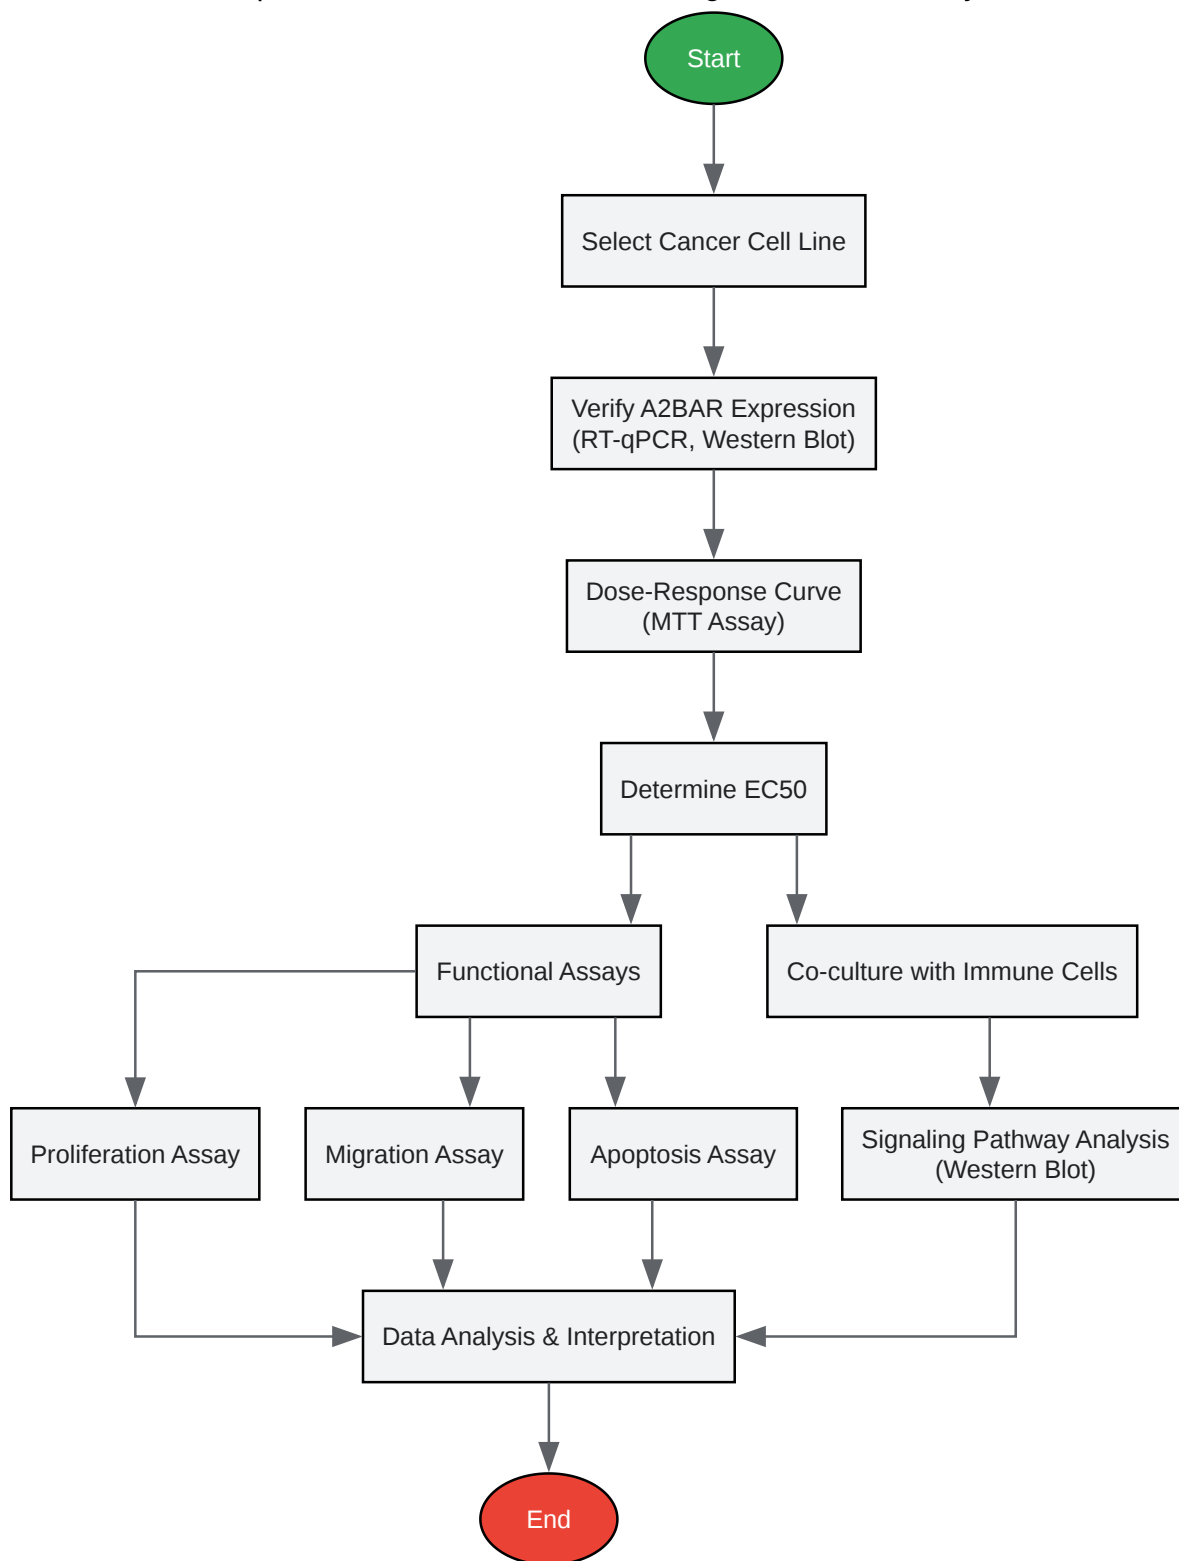 Start
Select Cancer Cell Line
Verify A2BAR Expression
(RT-qPCR, Western Blot)
Dose-Response Curve
(MTT Assay)
Determine EC50
Functional Assays
Co-culture with Immune Cells
Proliferation Assay
Migration Assay
Apoptosis Assay
Signaling Pathway Analysis
(Western Blot)
Data Analysis & Interpretation
End